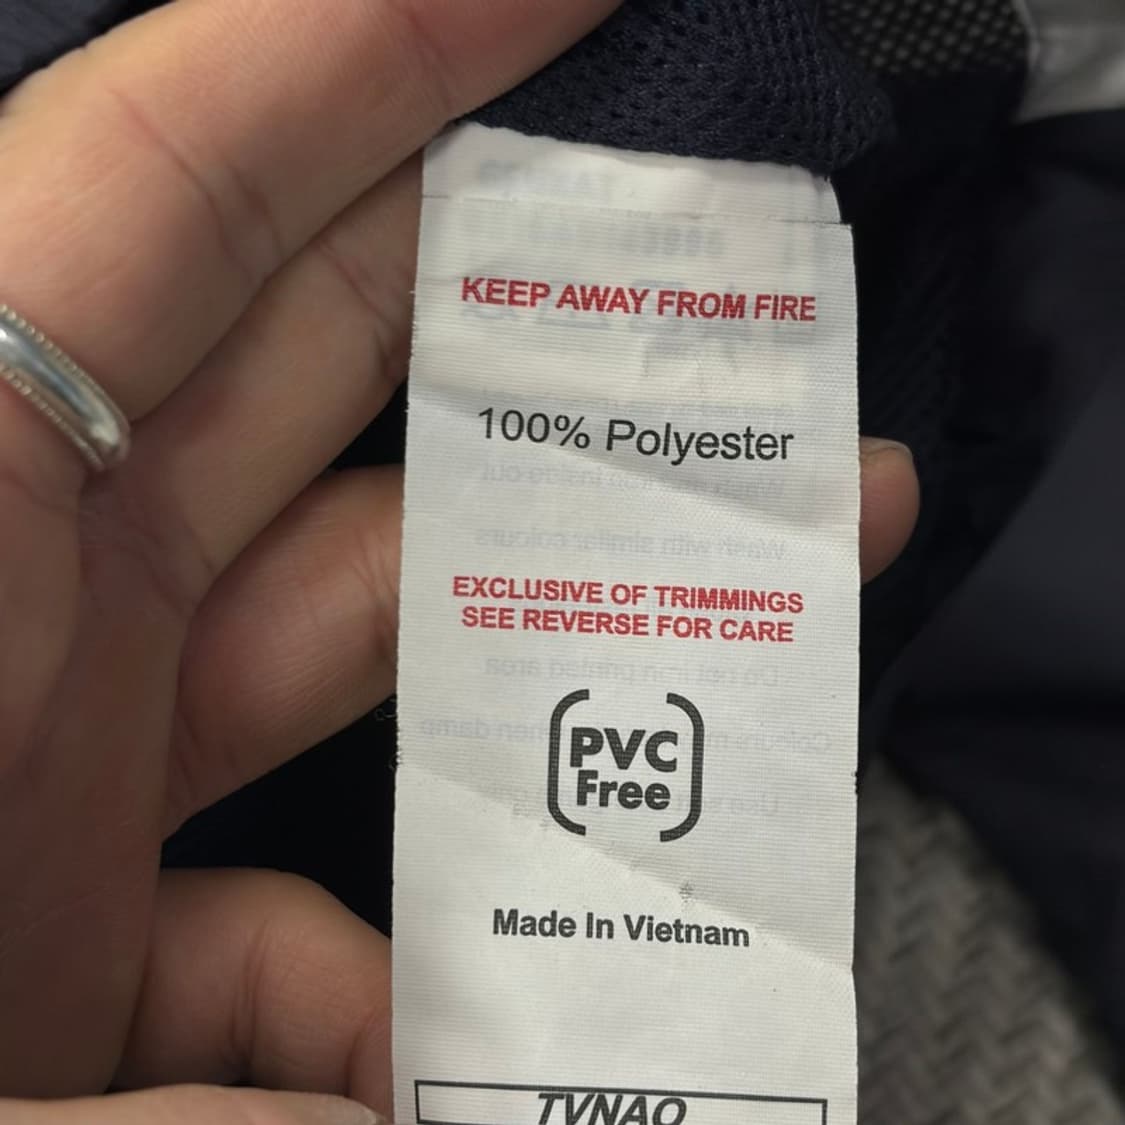 KEEP AWAY FROM FIRE
100% Polyester
EXCLUSIVE OF TRIMMINGS
SEE REVERSE FOR CARE
PVC
Free
Made In Vietnam
TVNAO